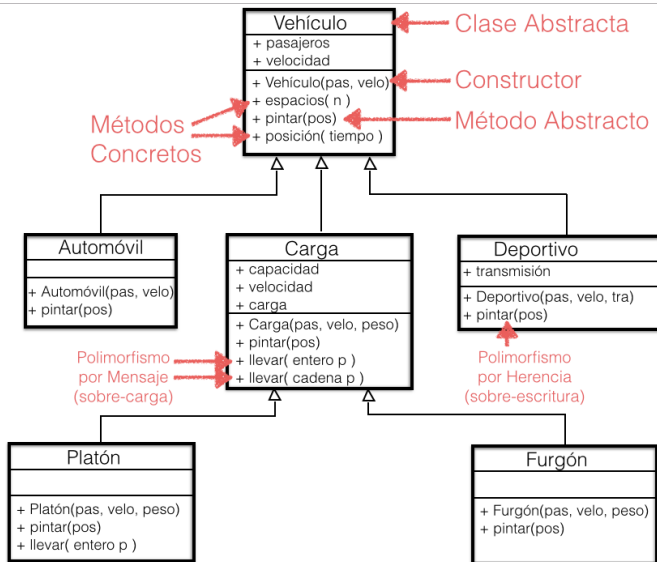 Vehículo
+ pasajeros
+ velocidad
+ Vehículo(pas, velo)
+ espacios( n )
+ pintar(pos)
+ posición( tiempo )
Clase Abstracta
Constructor
Método Abstracto
Métodos
Concretos
Automóvil
+ Automóvil(pas, velo)
+ pintar(pos)
Carga
+ capacidad
+ velocidad
+ carga
+ Carga(pas, velo, peso)
+ pintar(pos)
+ llevar( entero p )
+ llevar( cadena p )
Deportivo
+ transmisión
+ Deportivo(pas, velo, tra)
+ pintar(pos)
Polimorfismo
por Mensaje
(sobre-carga)
Polimorfismo
por Herencia
(sobre-escritura)
Platón
+ Platón(pas, velo, peso)
+ pintar(pos)
+ llevar( entero p )
Furgón
+ Furgón(pas, velo, peso)
+ pintar(pos)